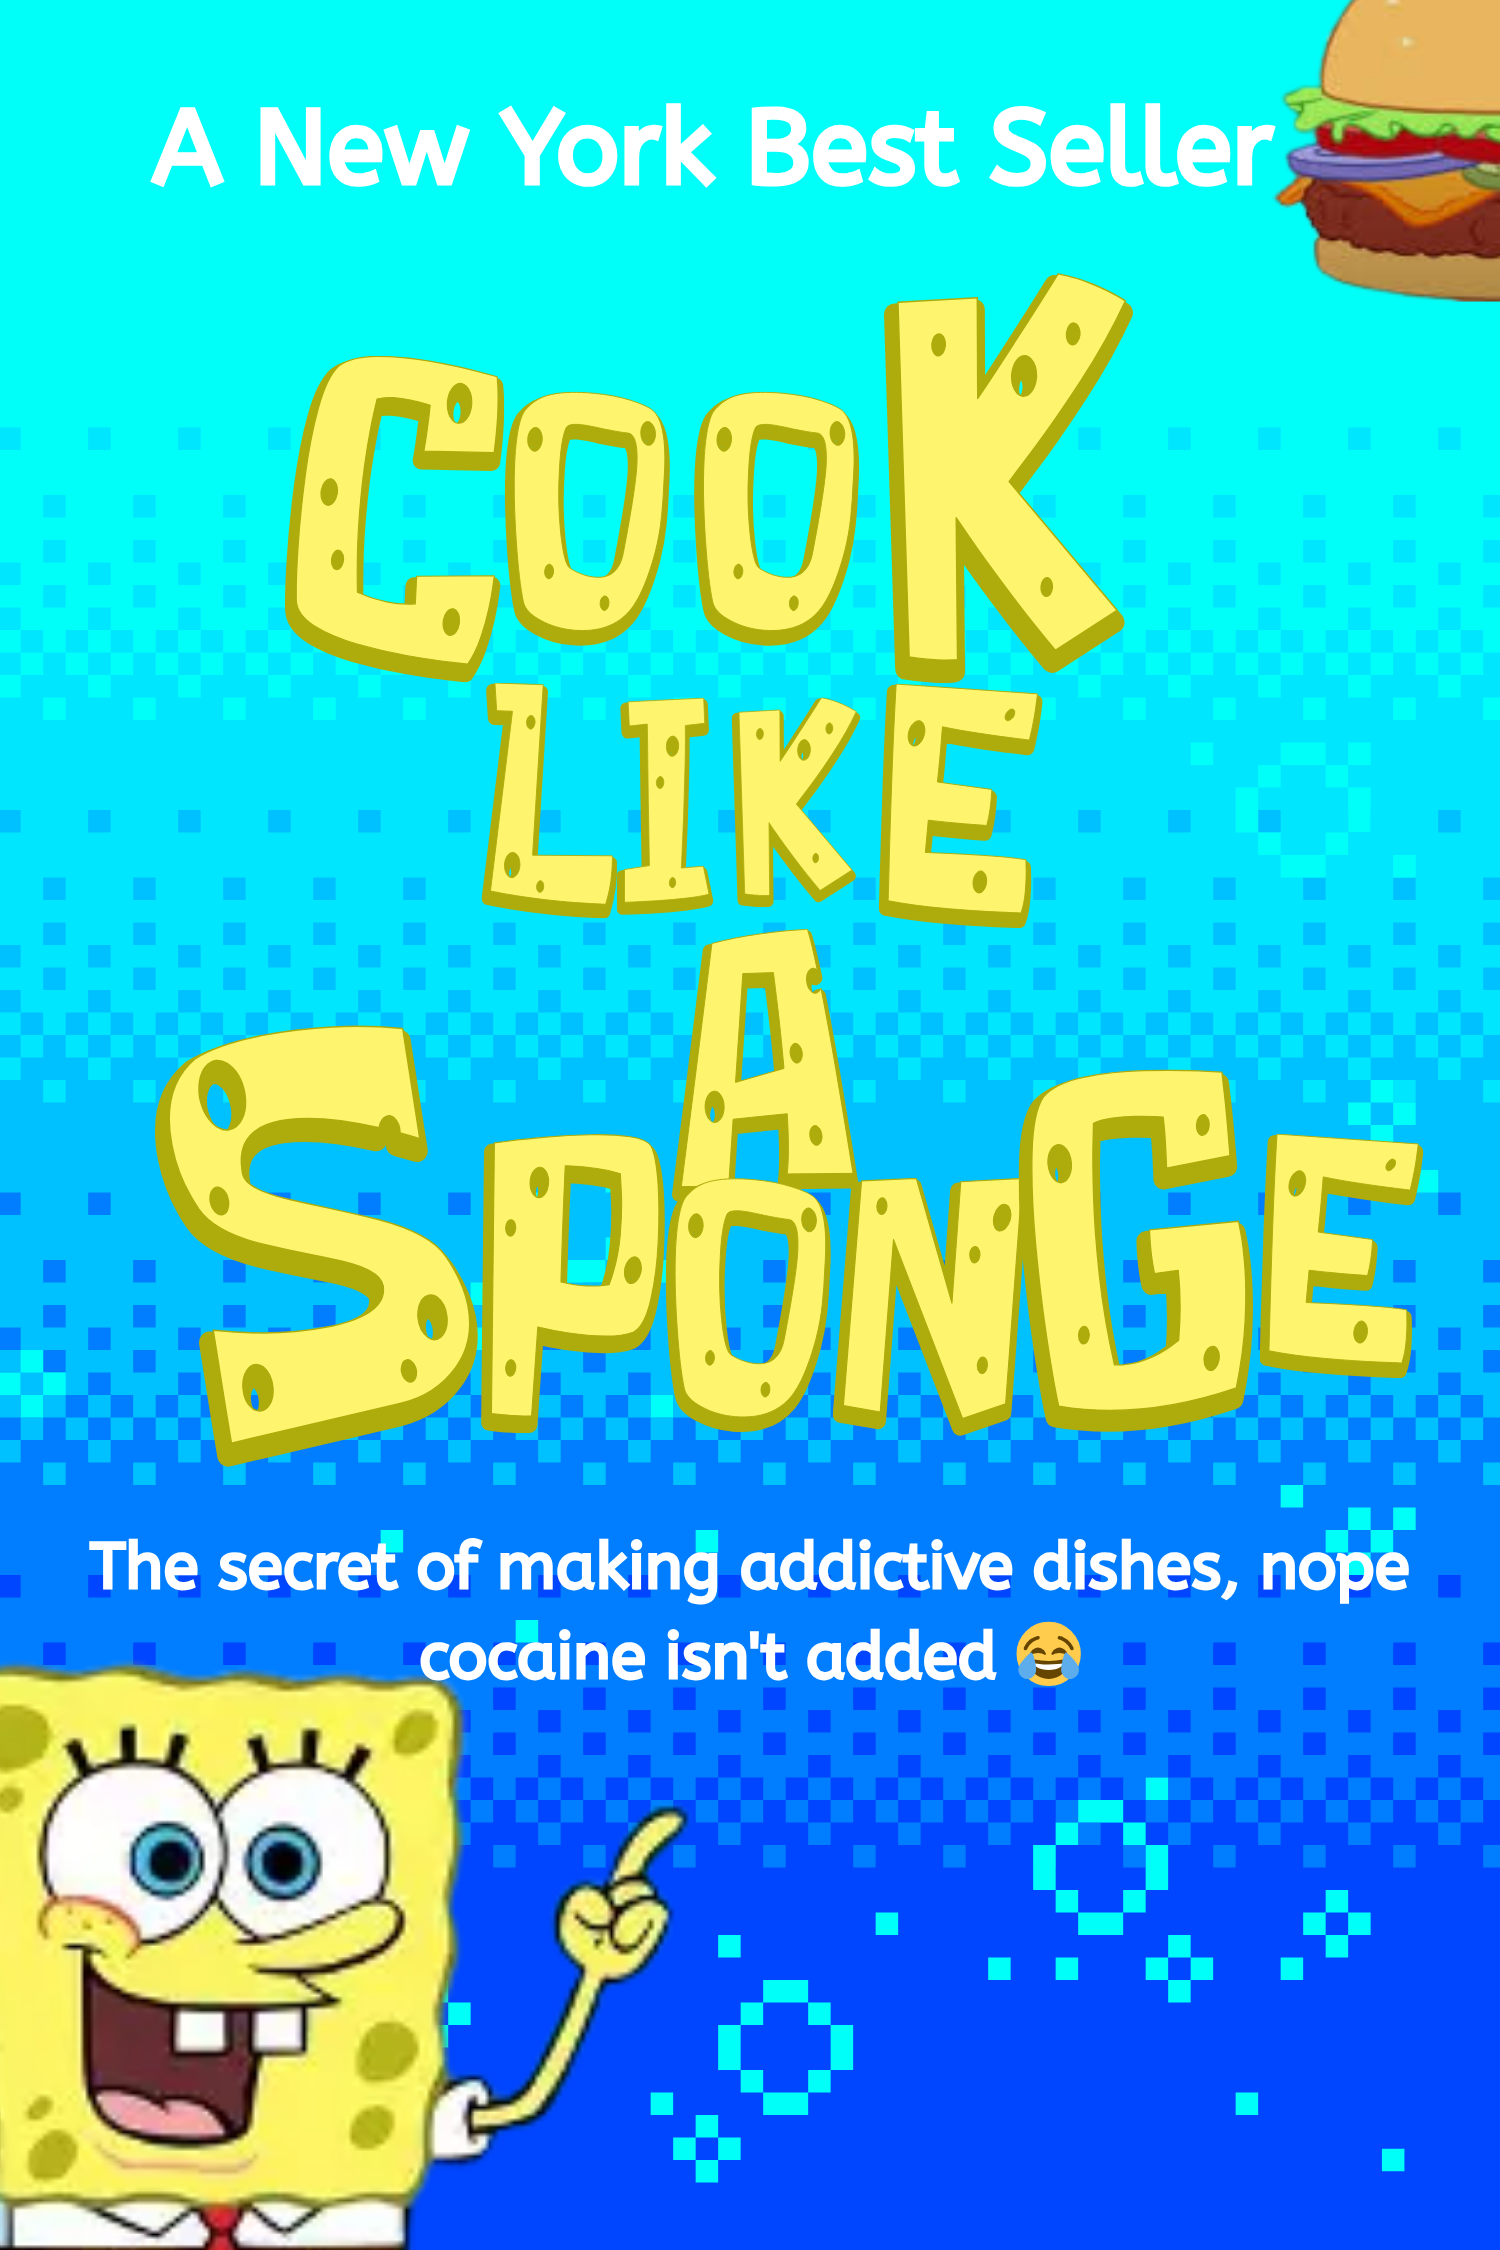 A New York Best Seller
COOK
LIKE
A
SPONGE
The secret of making addictive dishes, nope
cocaine isn't added 😂